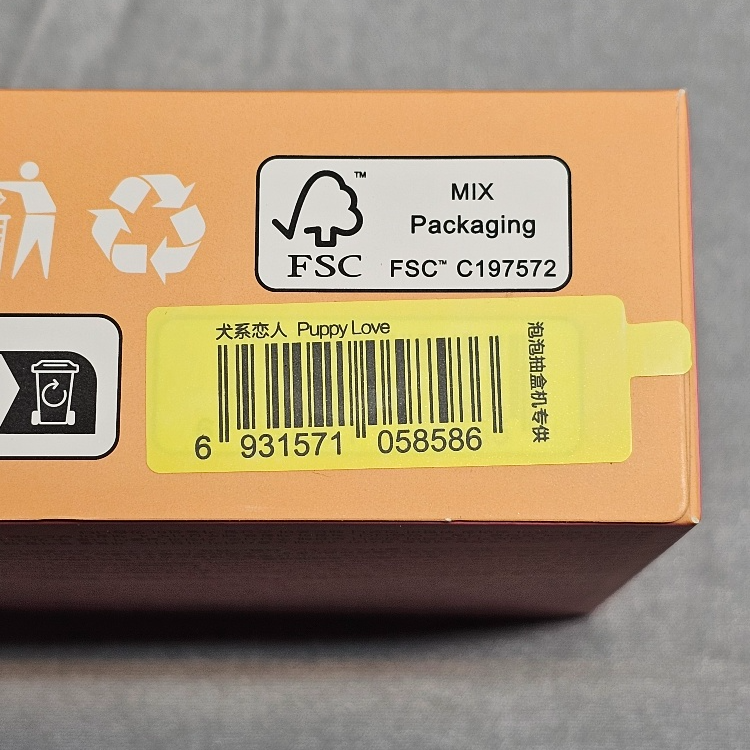 MIX
Packaging
FSC™ C197572
™
FSC
犬系恋人 Puppy Love
6 931571 058586
泡泡抽盒机专供